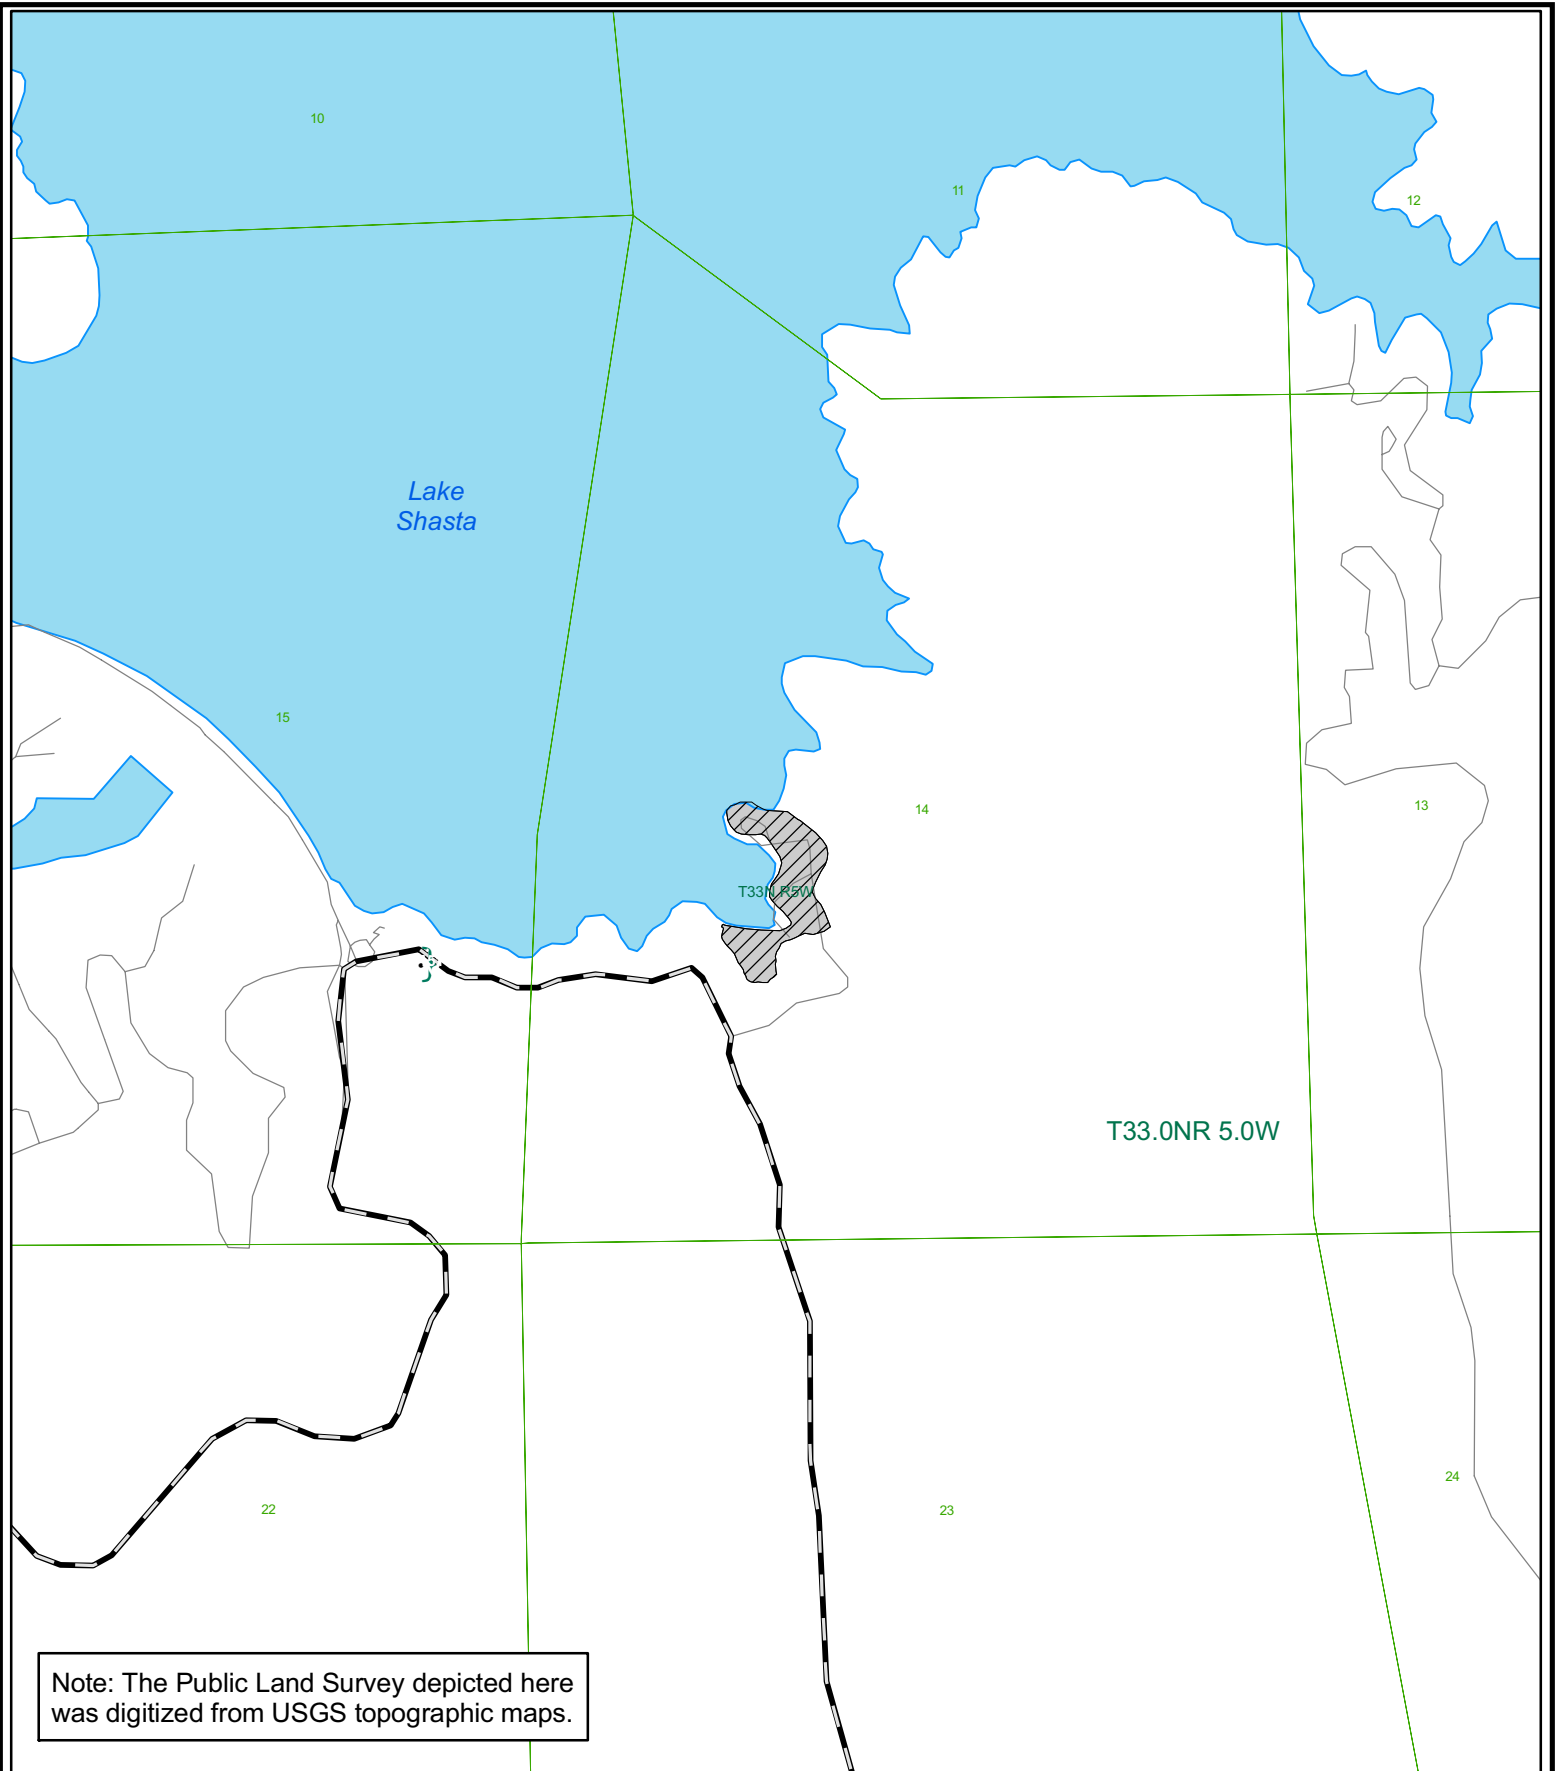 10
11
12
Lake
Shasta
15
14
13
T33N R5W
T33.0NR 5.0W
22
23
24
Note: The Public Land Survey depicted here
was digitized from USGS topographic maps.